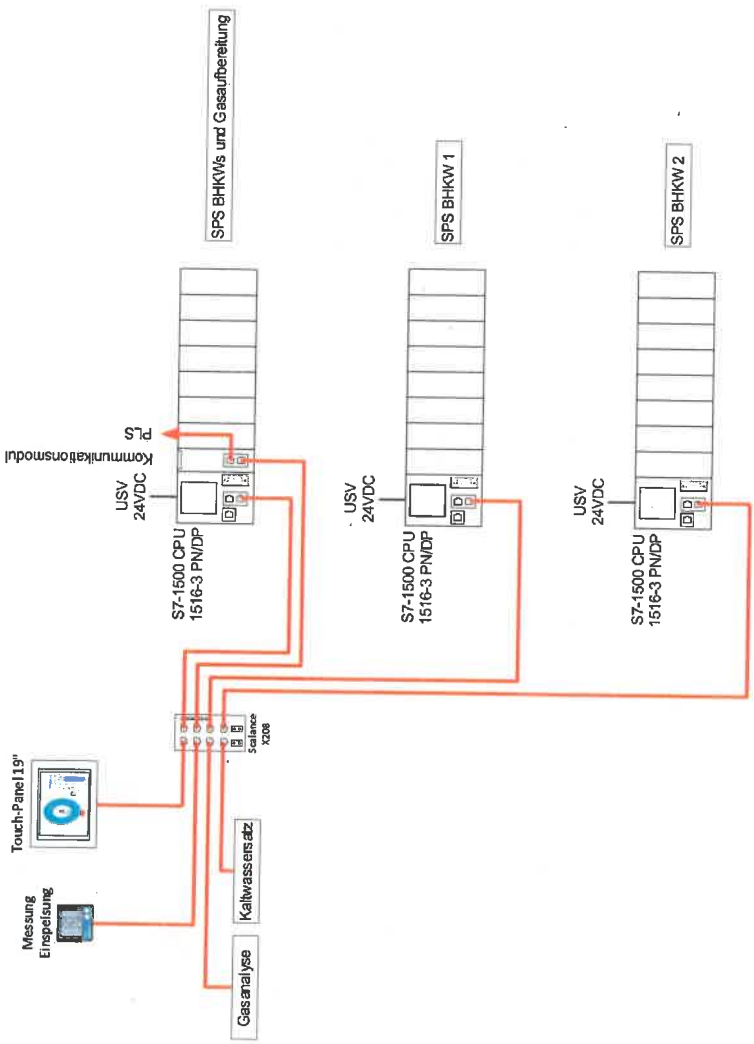 Touch-Panel 19"
Messung
Einspeisung
Gasanalyse
Kaltwassersatz
Scalance
X208
USV
24VDC
Kommunikationsmodul
PLS
S7-1500 CPU
1516-3 PN/DP
SPS BHKWs und Gasaufbereitung
USV
24VDC
S7-1500 CPU
1516-3 PN/DP
SPS BHKW 1
USV
24VDC
S7-1500 CPU
1516-3 PN/DP
SPS BHKW 2